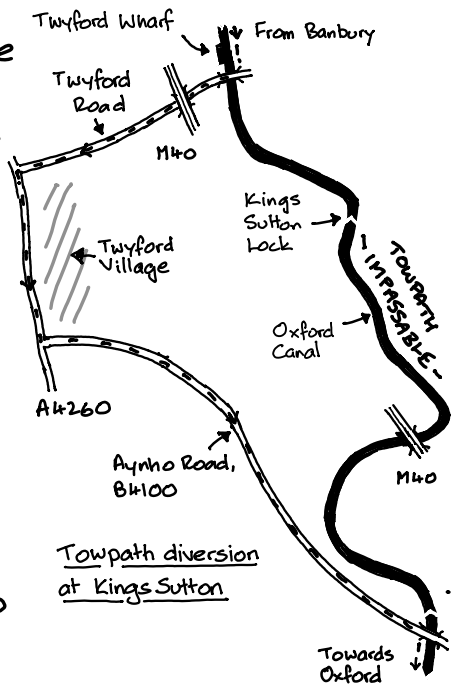 Twyford Wharf
From Banbury
Twyford
Road
M40
Kings
Sutton
Lock
Twyford
Village
- TOWPATH
IMPASSABLE -
Oxford
Canal
A4260
M40
Aynho Road,
B4100
Towpath diversion
at Kings Sutton
Towards
Oxford